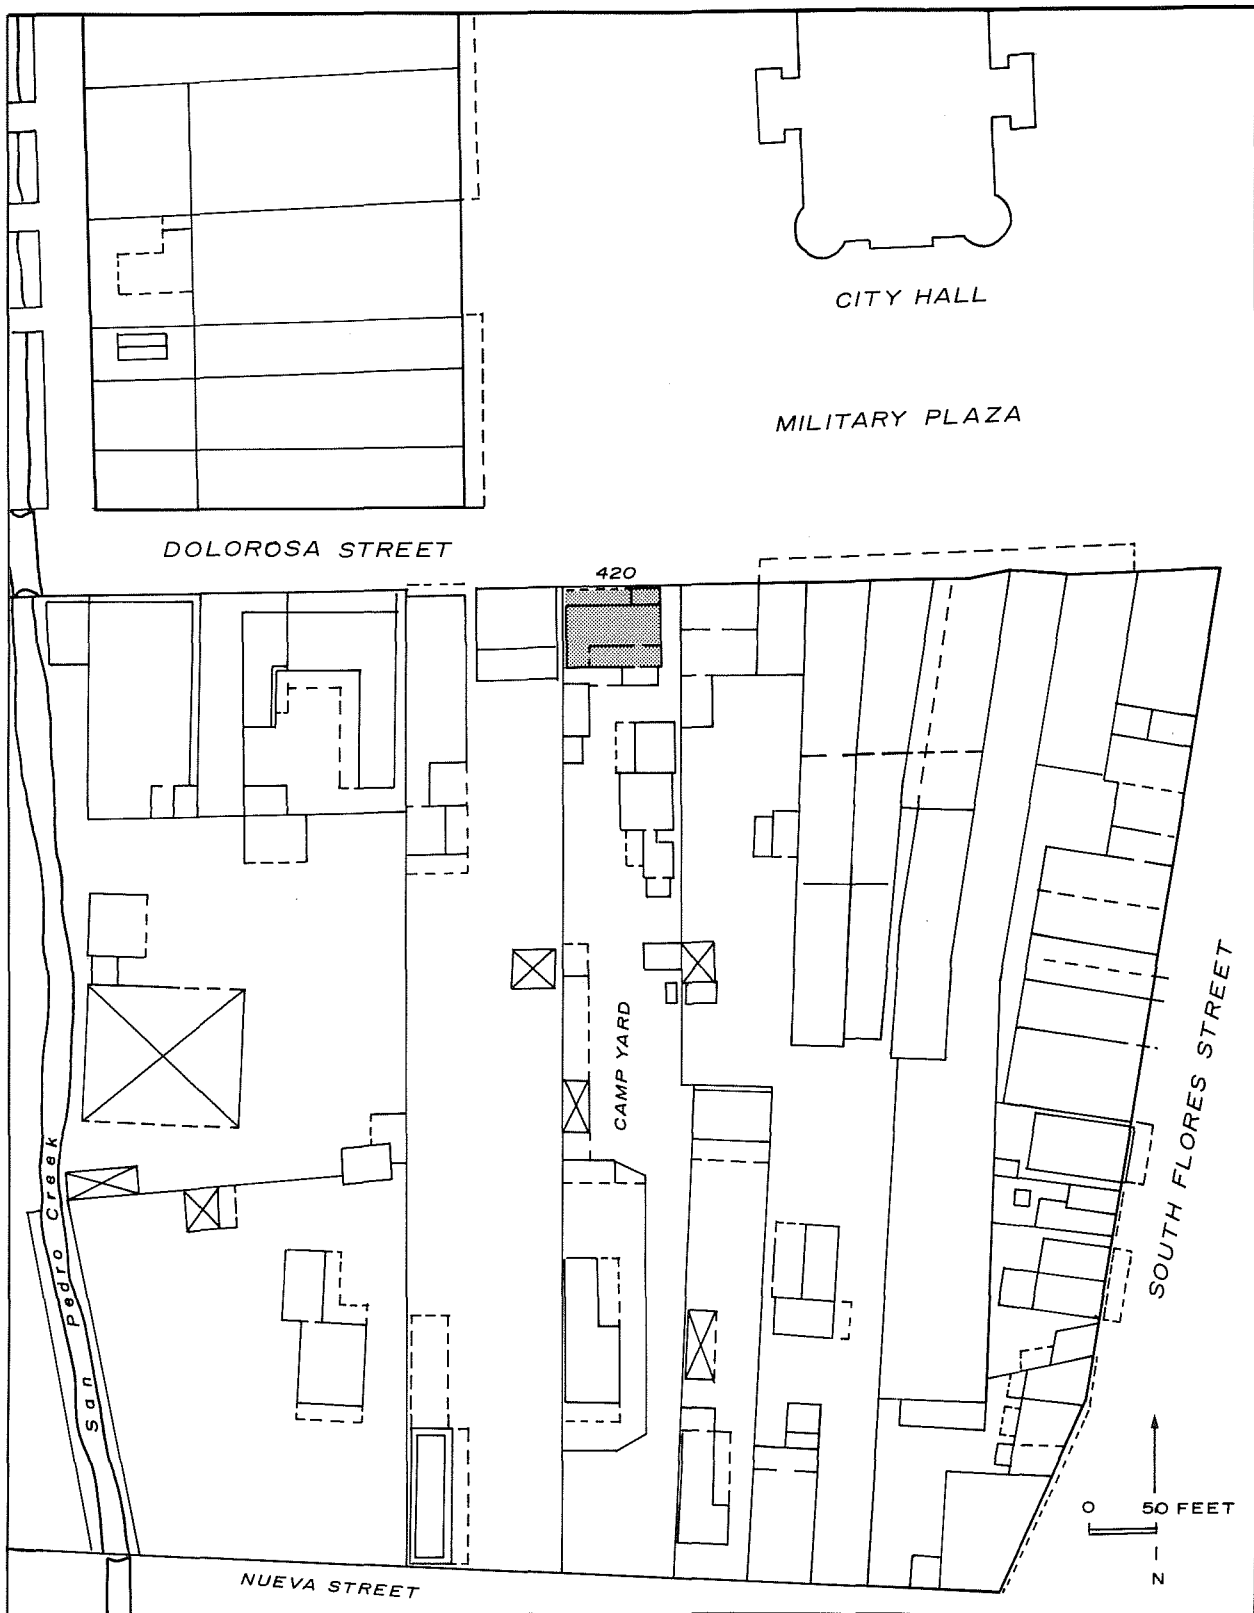 CITY HALL
MILITARY PLAZA
DOLOROSA STREET
420
CAMP YARD
SOUTH FLORES STREET
San Pedro Creek
0 50 FEET
N
NUEVA STREET